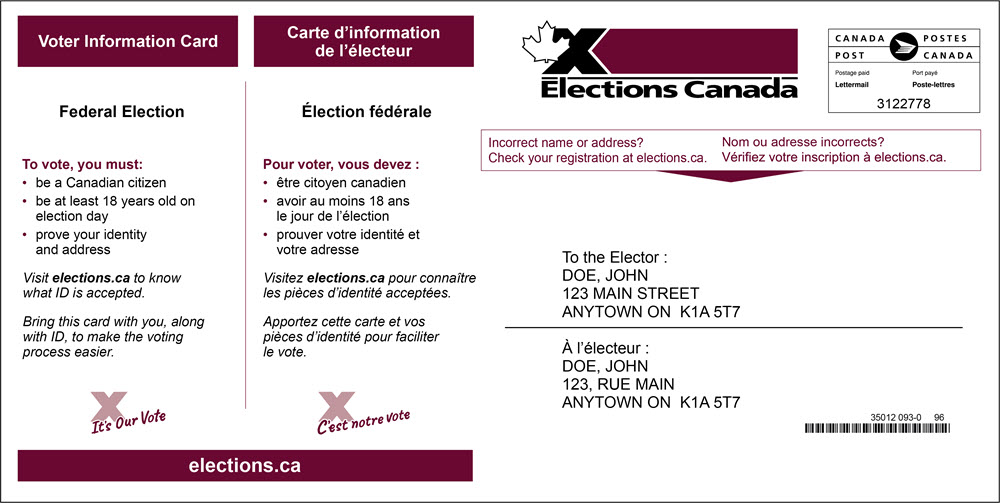 Voter Information Card
Federal Election
To vote, you must:
• be a Canadian citizen
• be at least 18 years old on
election day
• prove your identity
and address
Visit elections.ca to know
what ID is accepted.
Bring this card with you, along
with ID, to make the voting
process easier.
It's Our Vote
Carte d’information
de l’électeur
Élection fédérale
Pour voter, vous devez :
• être citoyen canadien
• avoir au moins 18 ans
le jour de l’élection
• prouver votre identité et
votre adresse
Visitez elections.ca pour connaître
les pièces d’identité acceptées.
Apportez cette carte et vos
pièces d’identité pour faciliter
le vote.
C'est notre vote
elections.ca
X
Elections Canada
CANADA POSTES
POST CANADA
Postage paid Port payé
Lettermail Poste-lettres
3122778
Incorrect name or address?
Check your registration at elections.ca.
Nom ou adresse incorrects?
Vérifiez votre inscription à elections.ca.
To the Elector :
DOE, JOHN
123 MAIN STREET
ANYTOWN ON K1A 5T7
À l’électeur :
DOE, JOHN
123, RUE MAIN
ANYTOWN ON K1A 5T7
35012 093-0 96